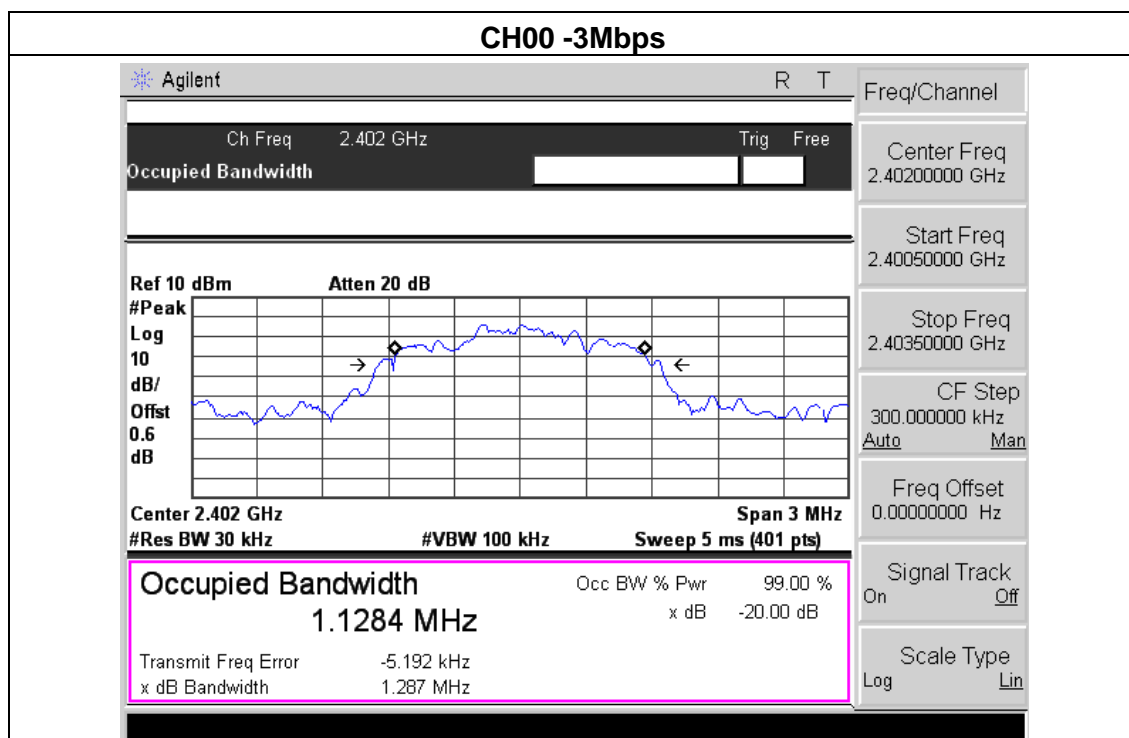 CH00 -3Mbps
Agilent R T
Freq/Channel
Ch Freq 2.402 GHz Trig Free
Occupied Bandwidth
Center Freq
2.40200000 GHz
Start Freq
2.40050000 GHz
Stop Freq
2.40350000 GHz
CF Step
300.000000 kHz
Auto Man
Freq Offset
0.00000000 Hz
Signal Track
On Off
Scale Type
Log Lin
Ref 10 dBm Atten 20 dB
#Peak
Log
10
dB/
Offst
0.6
dB
Center 2.402 GHz Span 3 MHz
#Res BW 30 kHz #VBW 100 kHz Sweep 5 ms (401 pts)
Occupied Bandwidth Occ BW % Pwr 99.00 %
1.1284 MHz x dB -20.00 dB
Transmit Freq Error -5.192 kHz
x dB Bandwidth 1.287 MHz